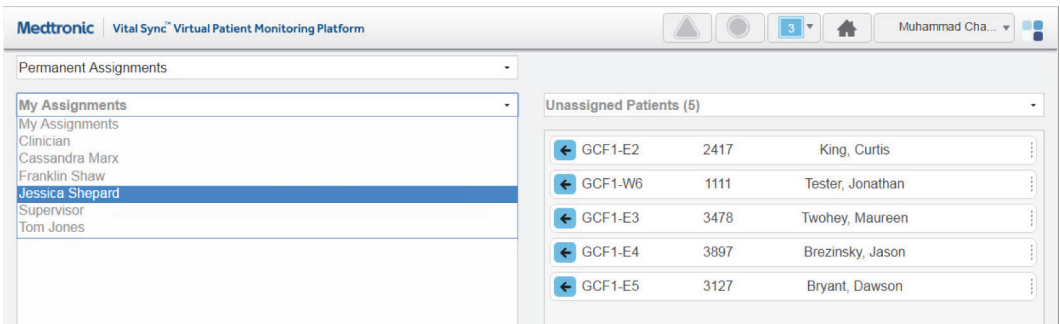 Medtronic Vital Sync™ Virtual Patient Monitoring Platform 3 Muhammad Cha...
Permanent Assignments
My Assignments
My Assignments
Clinician
Cassandra Marx
Franklin Shaw
Jessica Shepard
Supervisor
Tom Jones
Unassigned Patients (5)
GCF1-E2 2417 King, Curtis
GCF1-W6 1111 Tester, Jonathan
GCF1-E3 3478 Twohey, Maureen
GCF1-E4 3897 Brezinsky, Jason
GCF1-E5 3127 Bryant, Dawson